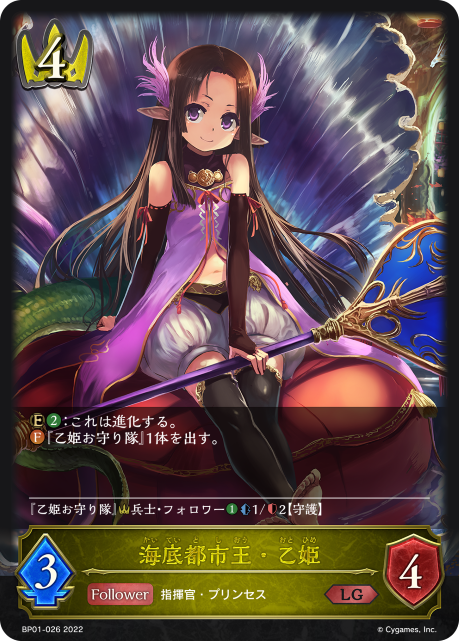 4
E 2：これは進化する。
F 『乙姫お守り隊』1体を出す。
『乙姫お守り隊』兵士・フォロワー 1 1/2【守護】
かいていとしおう おとひめ
海底都市王・乙姫
3
Follower 指揮官・プリンセス LG
4
BP01-026 2022 © Cygames, Inc.